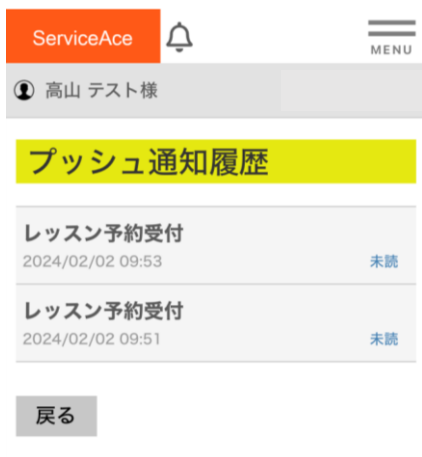 ServiceAce
MENU
高山 テスト様
プッシュ通知履歴
レッスン予約受付
2024/02/02 09:53
未読
レッスン予約受付
2024/02/02 09:51
未読
戻る